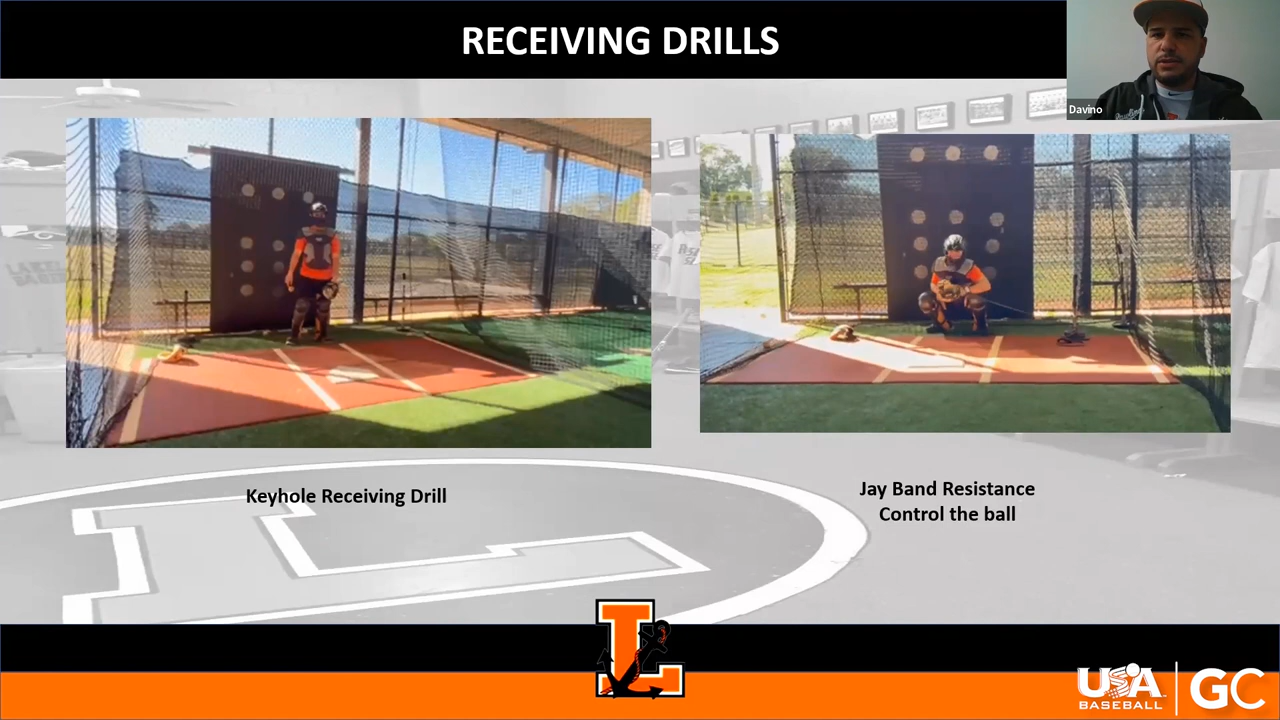 RECEIVING DRILLS
Davino
Keyhole Receiving Drill
Jay Band Resistance
Control the ball
L
USA
BASEBALL
GC